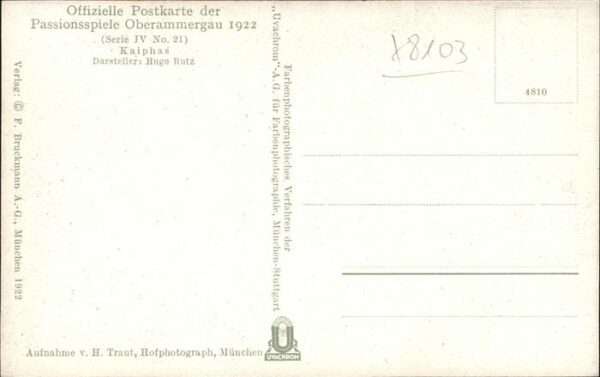 Offizielle Postkarte der
Passionsspiele Oberammergau 1922
(Serie IV No. 21)
Kaiphas
Darsteller: Hugo Rutz
Verlag: © F. Bruckmann A.-G., München 1922
Aufnahme v. H. Traut, Hofphotograph, München
Farbenphotographisches Verfahren der
„Uvachrom"-A.G. für Farbenphotographie, München-Stuttgart
U
UVACHROM
X8103
4810